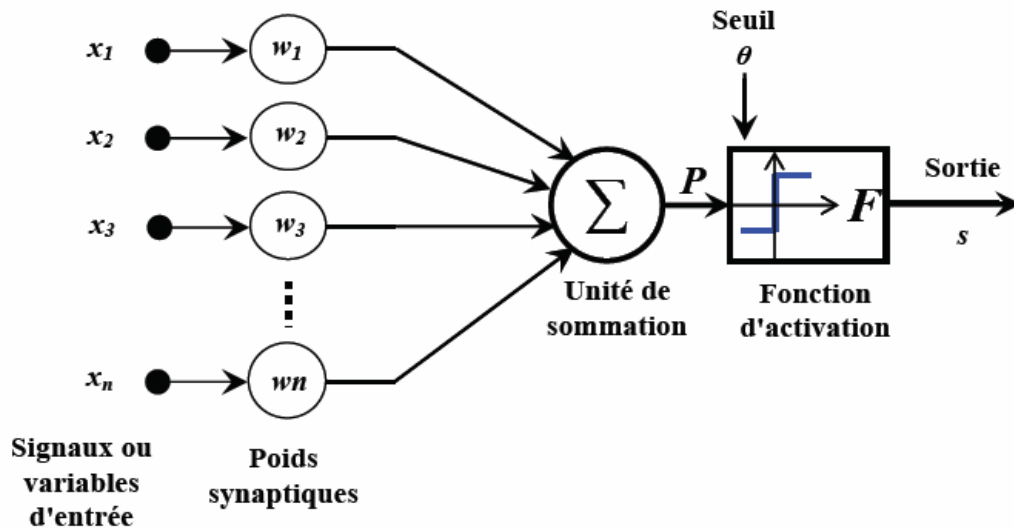 Seuil
θ
x1
w1
x2
w2
x3
w3
∑
P
F
Sortie
s
Unité de
sommation
Fonction
d'activation
xn
wn
Signaux ou
variables
d'entrée
Poids
synaptiques